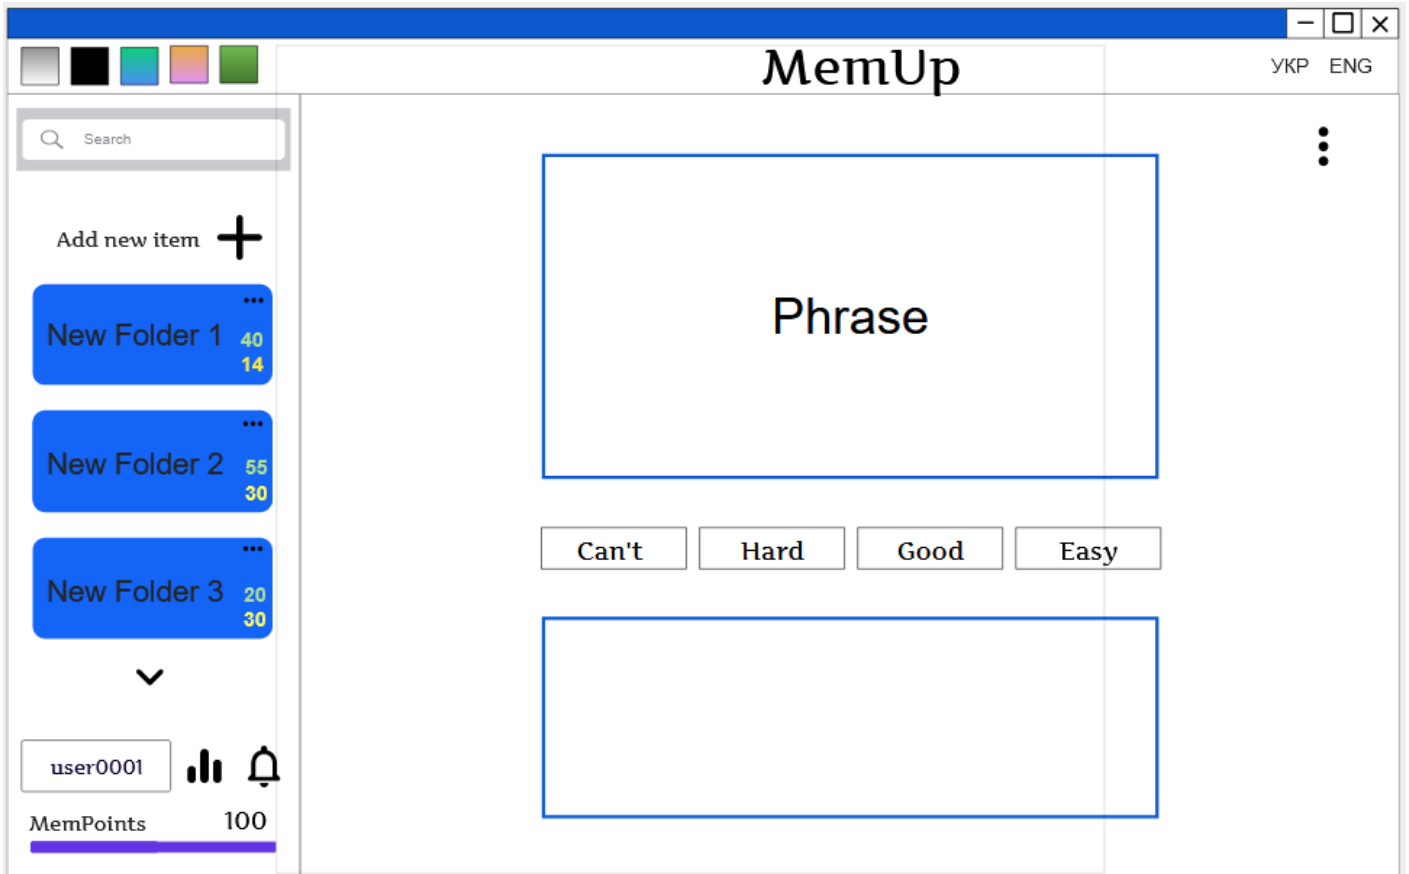 MemUp
УКР ENG
Search
Add new item
New Folder 1
40
14
New Folder 2
55
30
New Folder 3
20
30
user0001
MemPoints 100
Phrase
Can't Hard Good Easy